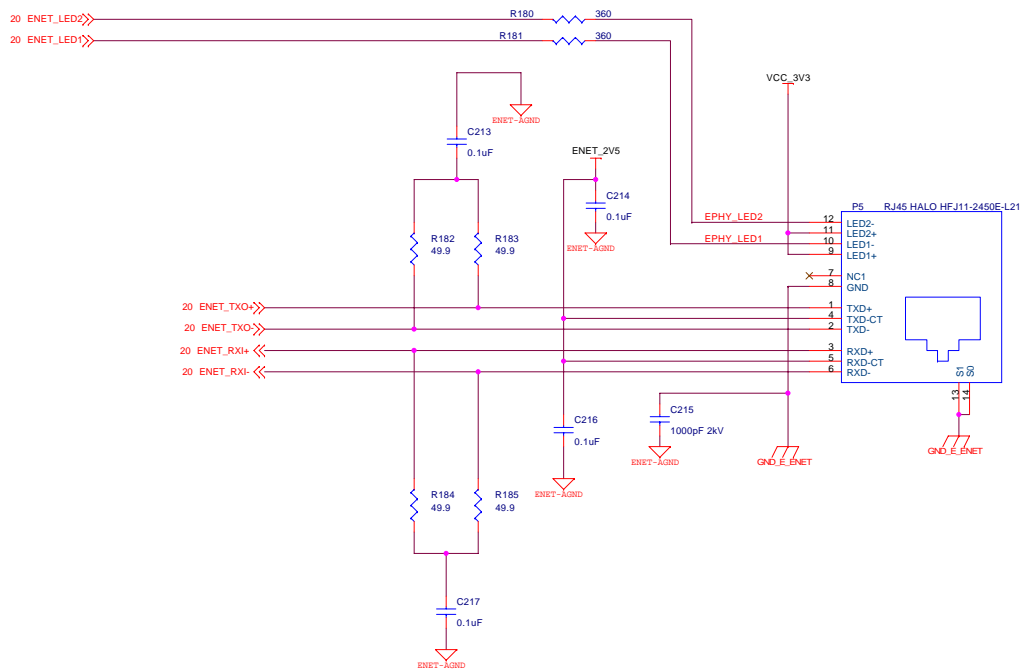 20 ENET_LED2
R180
360
20 ENET_LED1
R181
360
VCC_3V3
ENET-AGND
C213
0.1uF
ENET_2V5
C214
0.1uF
ENET-AGND
P5
RJ45 HALO HFJ11-2450E-L21
EPHY_LED2
12
LED2-
11
LED2+
EPHY_LED1
10
LED1-
9
LED1+
R182
49.9
R183
49.9
7
NC1
8
GND
20 ENET_TXO+
1
TXD+
4
TXD-CT
20 ENET_TXO-
2
TXD-
20 ENET_RXI+
3
RXD+
5
RXD-CT
20 ENET_RXI-
6
RXD-
S1
S0
13
14
C215
1000pF 2kV
ENET-AGND
C216
0.1uF
GND_E_ENET
GND_E_ENET
ENET-AGND
R184
49.9
R185
49.9
C217
0.1uF
ENET-AGND